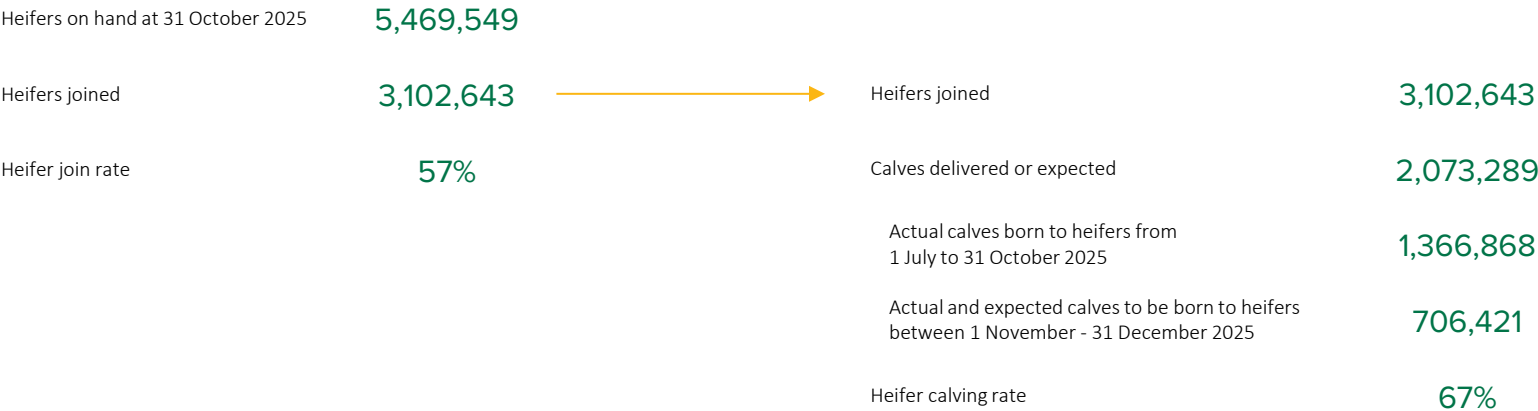 Heifers on hand at 31 October 2025 5,469,549
Heifers joined 3,102,643
Heifer join rate 57%
Heifers joined 3,102,643
Calves delivered or expected 2,073,289
Actual calves born to heifers from
1 July to 31 October 2025 1,366,868
Actual and expected calves to be born to heifers
between 1 November - 31 December 2025 706,421
Heifer calving rate 67%